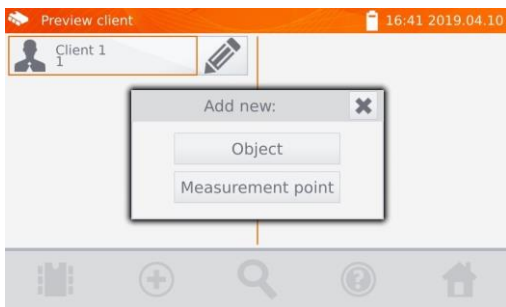 Preview client
16:41 2019.04.10
Client 1
1
Add new:
Object
Measurement point